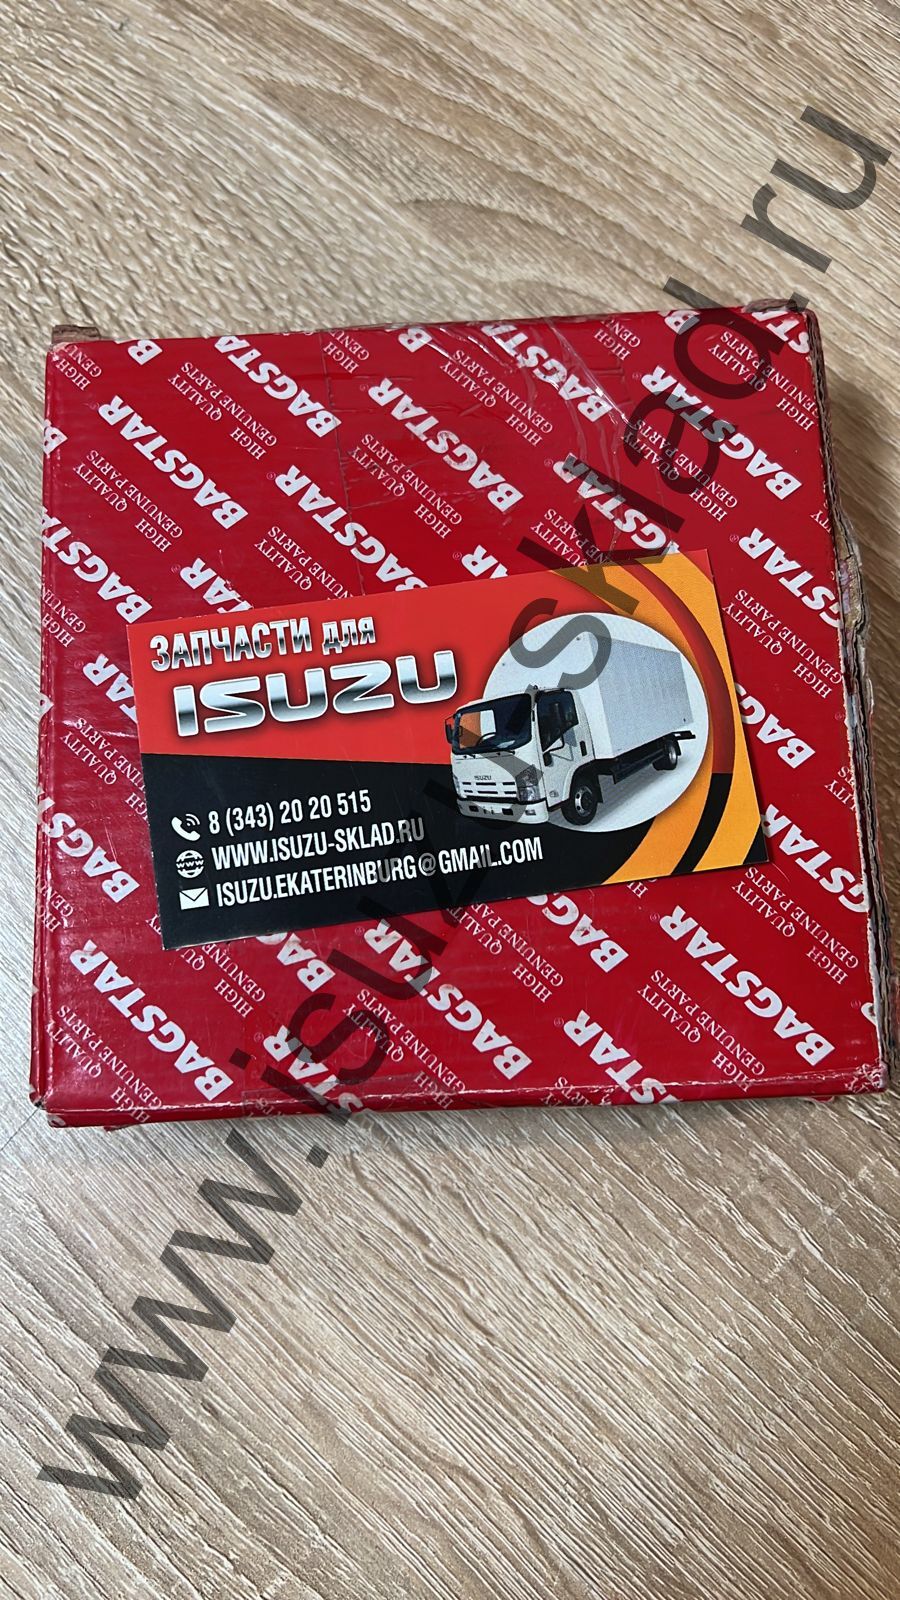 BAGSTAR®
HIGH
QUALITY
GENUINE PARTS
ЗАПЧАСТИ для
ISUZU
ISUZU
8 (343) 20 20 515
WWW.ISUZU-SKLAD.RU
ISUZU.EKATERINBURG@GMAIL.COM
www.isuzu-sklad.ru